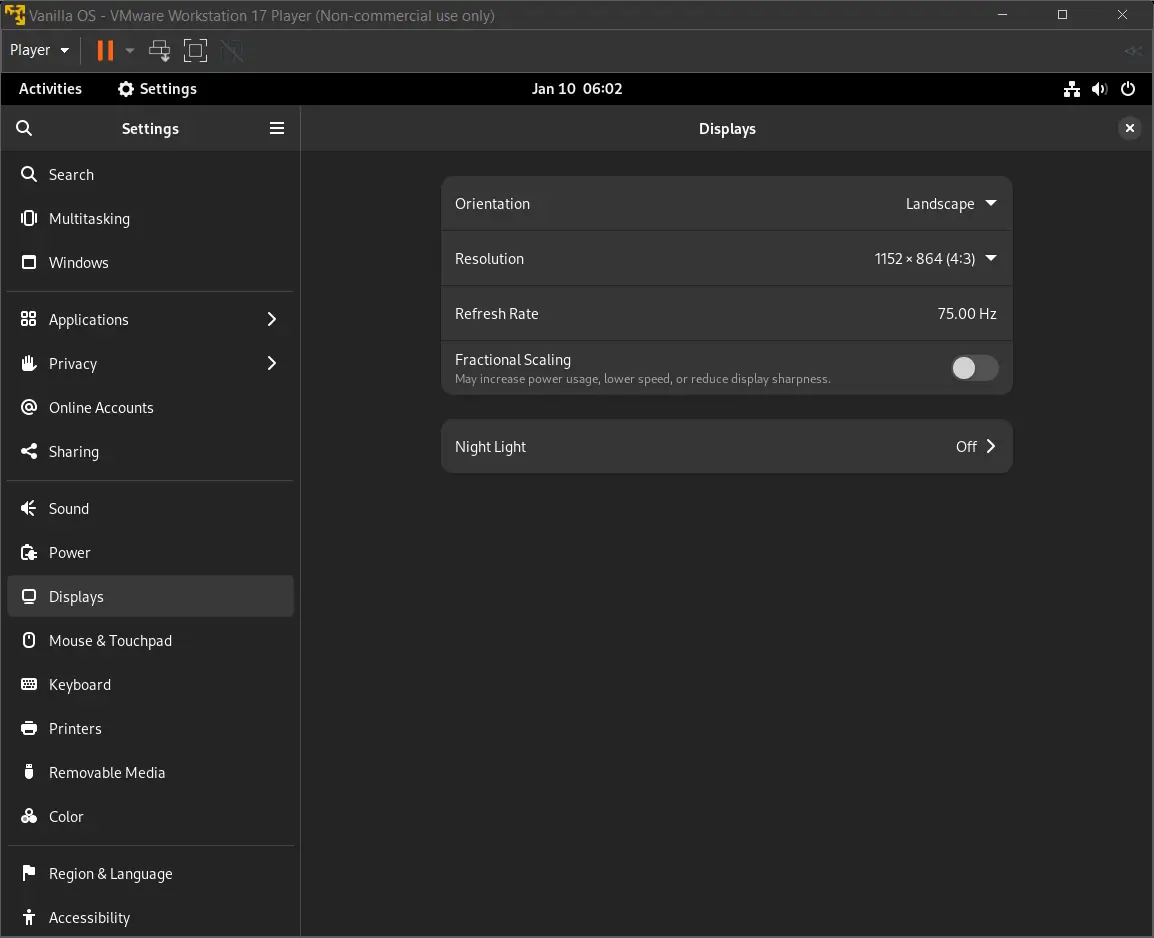 Vanilla OS - VMware Workstation 17 Player (Non-commercial use only)
Player
Activities
Settings
Jan 10 06:02
Settings
Displays
Search
Multitasking
Windows
Applications
Privacy
Online Accounts
Sharing
Sound
Power
Displays
Mouse & Touchpad
Keyboard
Printers
Removable Media
Color
Region & Language
Accessibility
Orientation
Landscape
Resolution
1152 × 864 (4:3)
Refresh Rate
75.00 Hz
Fractional Scaling
May increase power usage, lower speed, or reduce display sharpness.
Night Light
Off